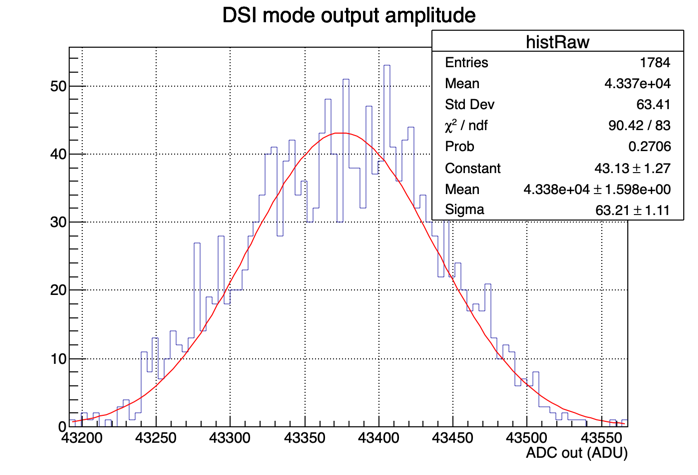 DSI mode output amplitude
histRaw
Entries 1784
Mean 4.337e+04
Std Dev 63.41
χ² / ndf 90.42 / 83
Prob 0.2706
Constant 43.13 ± 1.27
Mean 4.338e+04 ± 1.598e+00
Sigma 63.21 ± 1.11
50
40
30
20
10
0
43200 43250 43300 43350 43400 43450 43500 43550
ADC out (ADU)